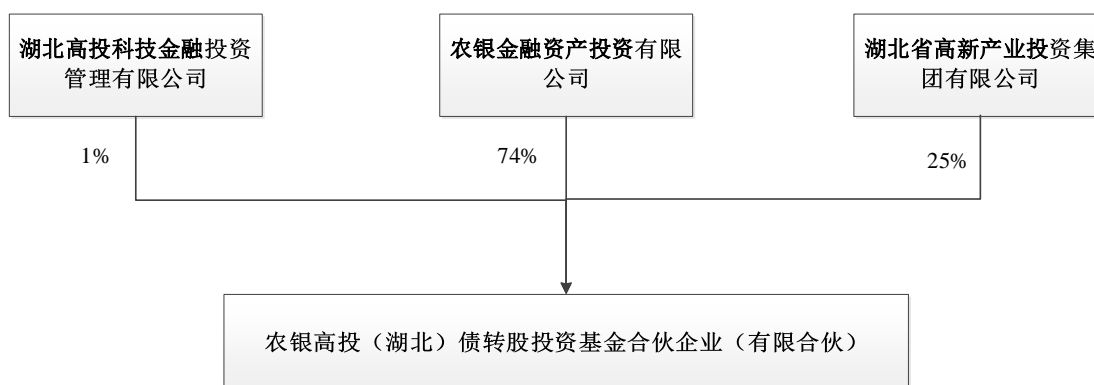 湖北高投科技金融投资
管理有限公司
农银金融资产投资有限
公司
湖北省高新产业投资集
团有限公司
1%
74%
25%
农银高投（湖北）债转股投资基金合伙企业（有限合伙）